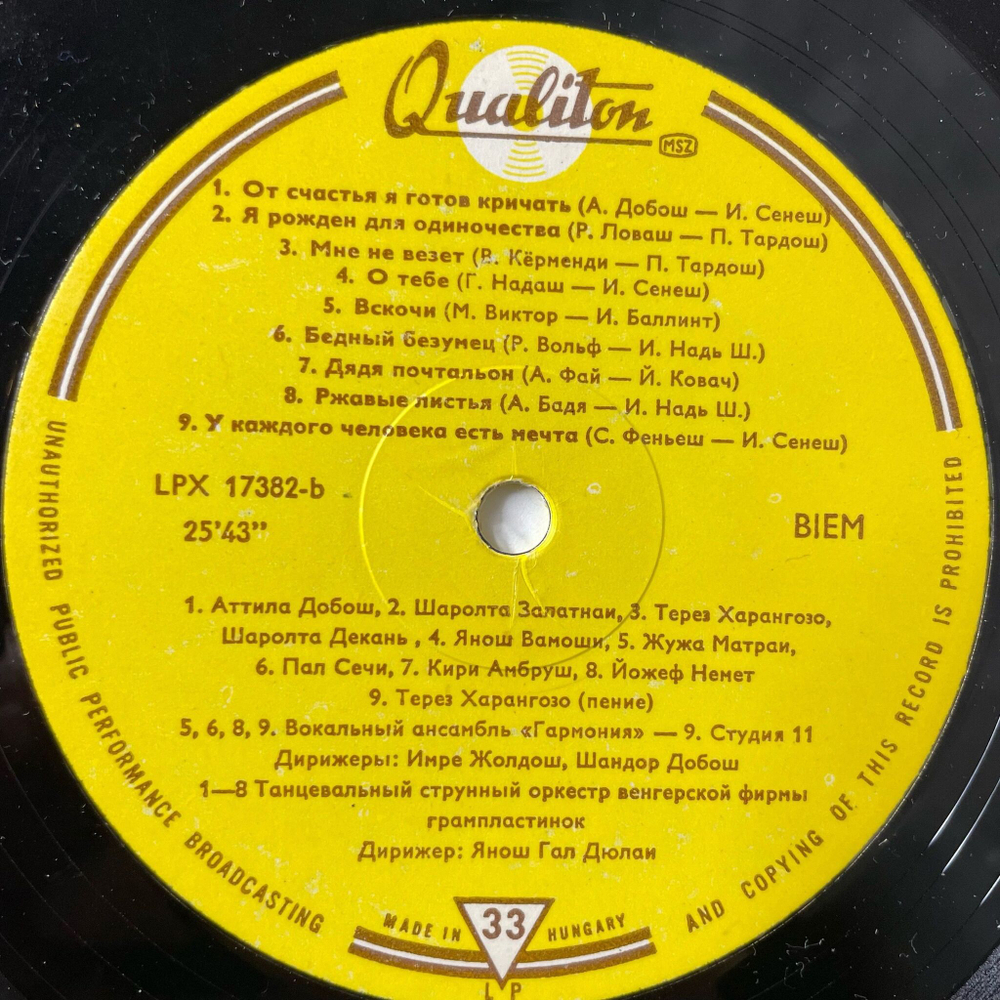 Qualiton
MSZ
1. От счастья я готов кричать (А. Добош — И. Сенеш)
2. Я рожден для одиночества (Р. Ловаш — П. Тардош)
3. Мне не везет (В. Кёрменди — П. Тардош)
4. О тебе (Г. Надаш — И. Сенеш)
5. Вскочи (М. Виктор — И. Баллинт)
6. Бедный безумец (Р. Вольф — И. Надь Ш.)
7. Дядя почтальон (А. Фай — Й. Ковач)
8. Ржавые листья (А. Бадя — И. Надь Ш.)
9. У каждого человека есть мечта (С. Феньеш — И. Сенеш)
LPX 17382-b
25'43"
BIEM
1. Аттила Добош, 2. Шаролта Залатнаи, 3. Терез Харангозо,
Шаролта Декань , 4. Янош Вамоши, 5. Жужа Матраи,
6. Пал Сечи, 7. Кири Амбруш, 8. Йожеф Немет
9. Терез Харангозо (пение)
5, 6, 8, 9. Вокальный ансамбль «Гармония» — 9. Студия 11
Дирижеры: Имре Жолдош, Шандор Добош
1—8 Танцевальный струнный оркестр венгерской фирмы
грампластинок
Дирижер: Янош Гал Дюлаи
UNAUTHORIZED PUBLIC PERFORMANCE BROADCASTING AND COPYING OF THIS RECORD IS PROHIBITED
MADE IN 33 HUNGARY
LP